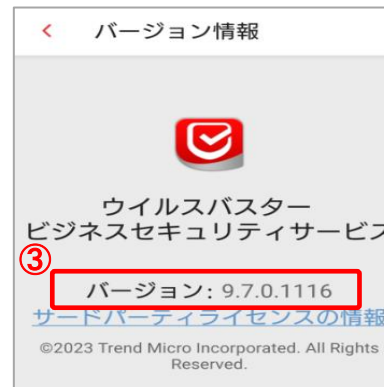 < バージョン情報
ウイルスバスター
ビジネスセキュリティサービス
③
バージョン: 9.7.0.1116
サードパーティライセンスの情報
©2023 Trend Micro Incorporated. All Rights
Reserved.